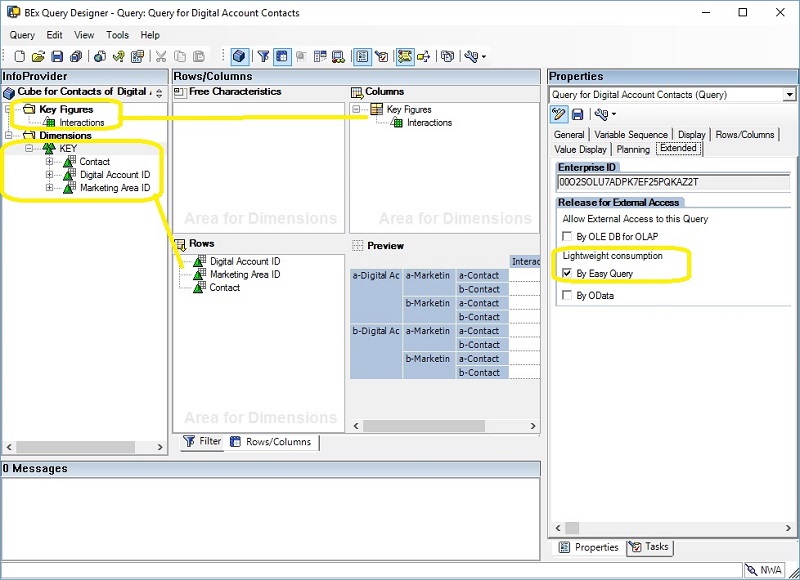 BEx Query Designer - Query: Query for Digital Account Contacts
Query Edit View Tools Help
InfoProvider
Cube for Contacts of Digital
Key Figures
Interactions
Dimensions
KEY
Contact
Digital Account ID
Marketing Area ID
Rows/Columns
Free Characteristics
Area for Dimensions
Columns
Key Figures
Interactions
Area for Dimensions
Rows
Digital Account ID
Marketing Area ID
Contact
Area for Dimensions
Preview
Interac
a-Digital Ac a-Marketin a-Contact
b-Contact
b-Marketin a-Contact
b-Contact
b-Digital Ac a-Marketin a-Contact
b-Contact
b-Marketin a-Contact
b-Contact
Filter Rows/Columns
0 Messages
Properties
Query for Digital Account Contacts (Query)
General Variable Sequence Display Rows/Columns
Value Display Planning Extended
Enterprise ID
00O2SOLU7ADPK7EF25PQKAZ2T
Release for External Access
Allow External Access to this Query
By OLE DB for OLAP
Lightweight consumption
By Easy Query
By OData
Properties Tasks
NWA